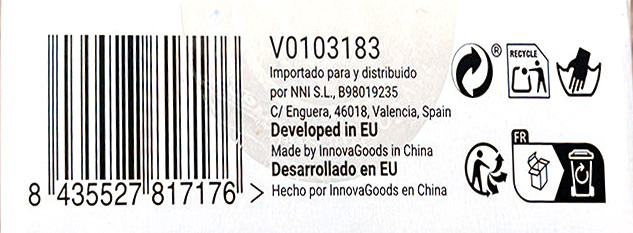 V0103183
Importado para y distribuido
por NNI S.L., B98019235
C/ Enguera, 46018, Valencia, Spain
Developed in EU
Made by InnovaGoods in China
Desarrollado en EU
Hecho por InnovaGoods en China
8 435527 817176 >
®
RECYCLE
FR